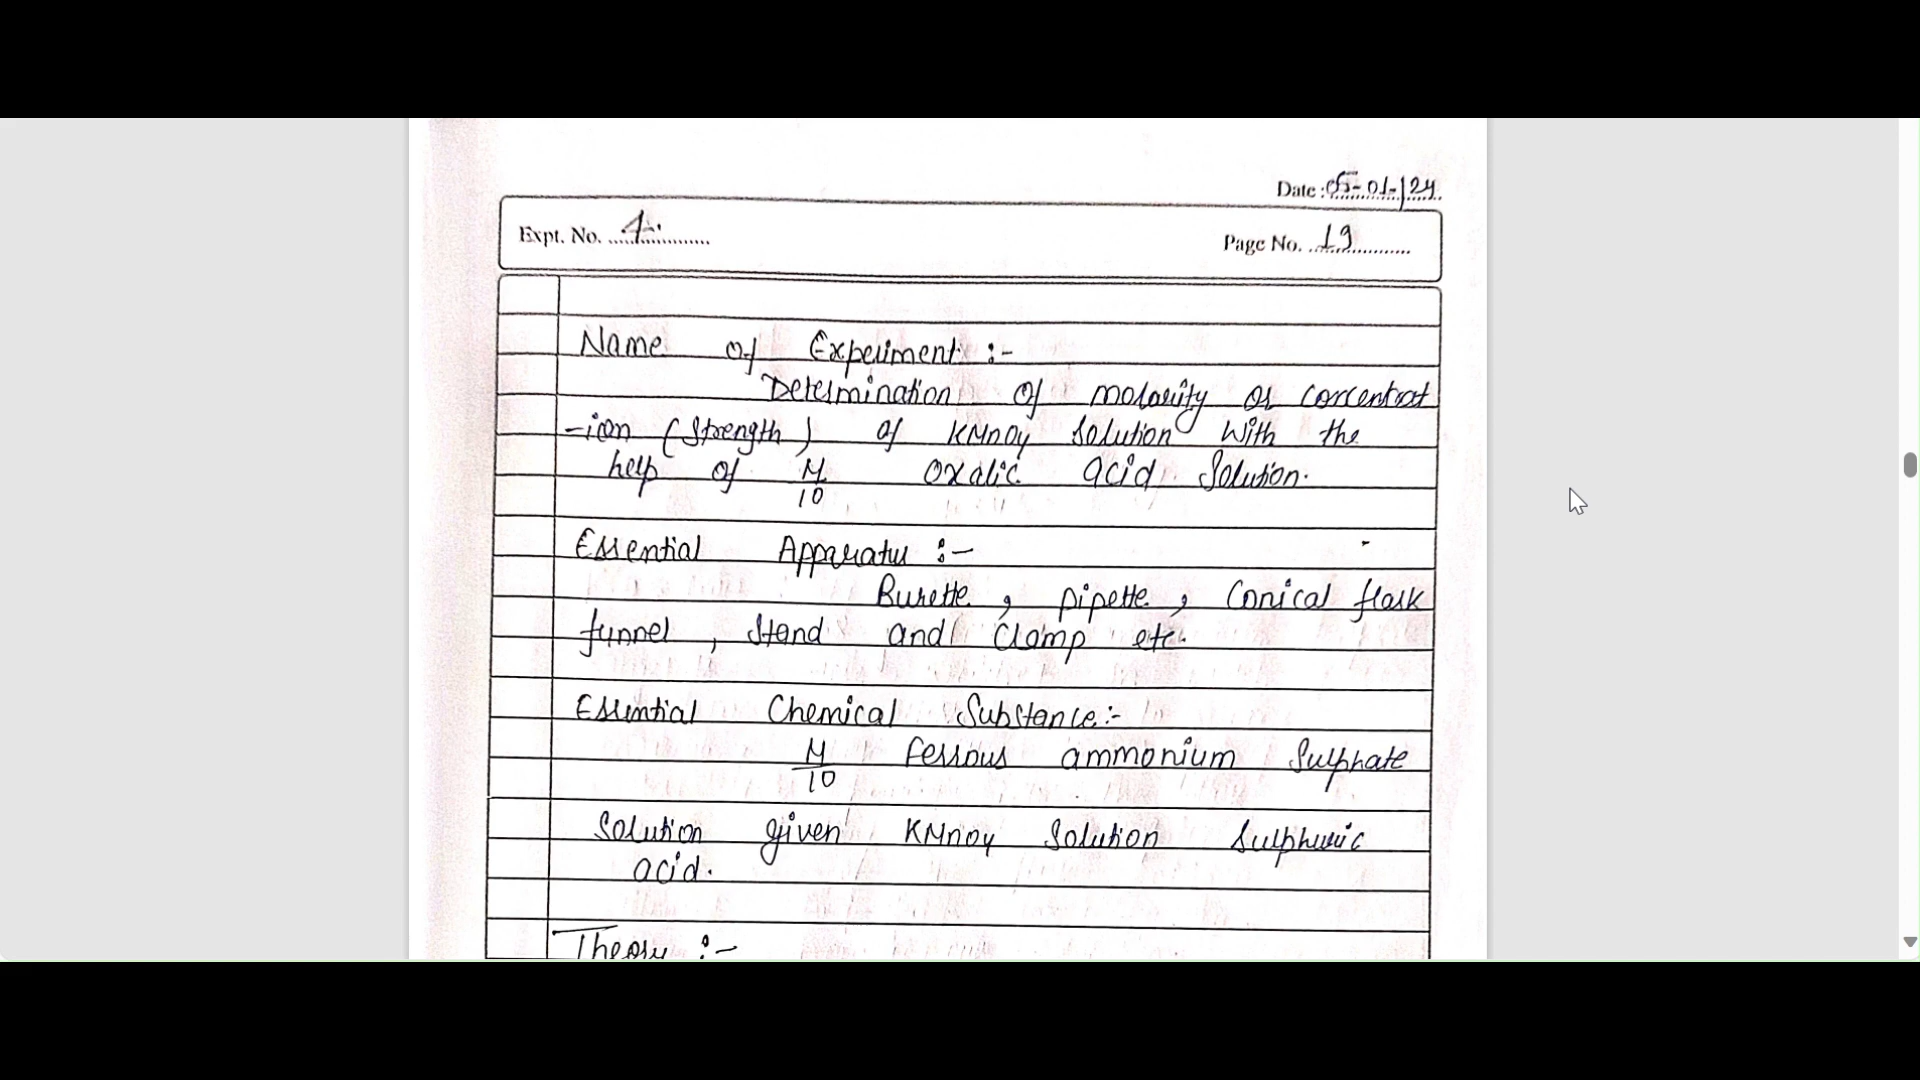 Date : 05-01-24
Expt. No. 4.
Page No. 19
Name of Experiment :-
Determination of molarity or concentrat
-ion (Strength) of KMnO4 Solution With the
help of M/10 oxalic acid Solution.
Essential Apparatus :-
Burette , pipette , Conical flask
funnel , Stand and Clamp etc.
Essential Chemical Substance:-
M/10 Ferrous ammonium Sulphate
Solution given KMnO4 Solution Sulphuric
acid.
Theory :-